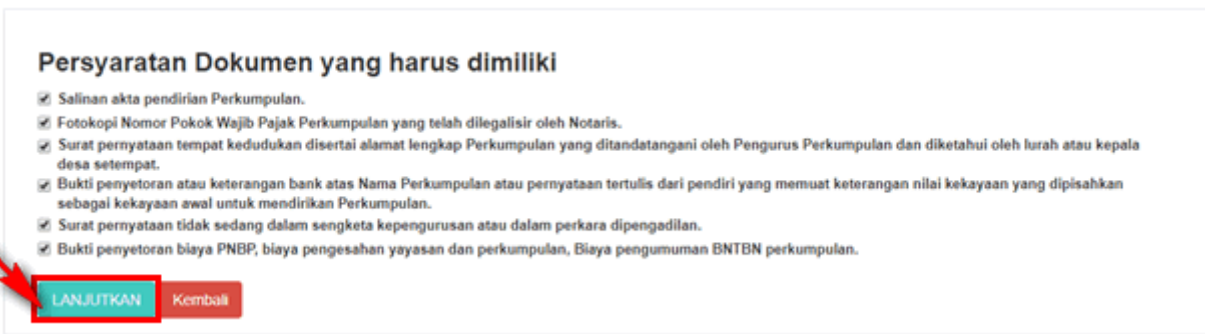 Persyaratan Dokumen yang harus dimiliki
Salinan akta pendirian Perkumpulan.
Fotokopi Nomor Pokok Wajib Pajak Perkumpulan yang telah dilegalisir oleh Notaris.
Surat pernyataan tempat kedudukan disertai alamat lengkap Perkumpulan yang ditandatangani oleh Pengurus Perkumpulan dan diketahui oleh lurah atau kepala
desa setempat.
Bukti penyetoran atau keterangan bank atas Nama Perkumpulan atau pernyataan tertulis dari pendiri yang memuat keterangan nilai kekayaan yang dipisahkan
sebagai kekayaan awal untuk mendirikan Perkumpulan.
Surat pernyataan tidak sedang dalam sengketa kepengurusan atau dalam perkara dipengadilan.
Bukti penyetoran biaya PNBP, biaya pengesahan yayasan dan perkumpulan, Biaya pengumuman BNTBN perkumpulan.
LANJUTKAN Kembali